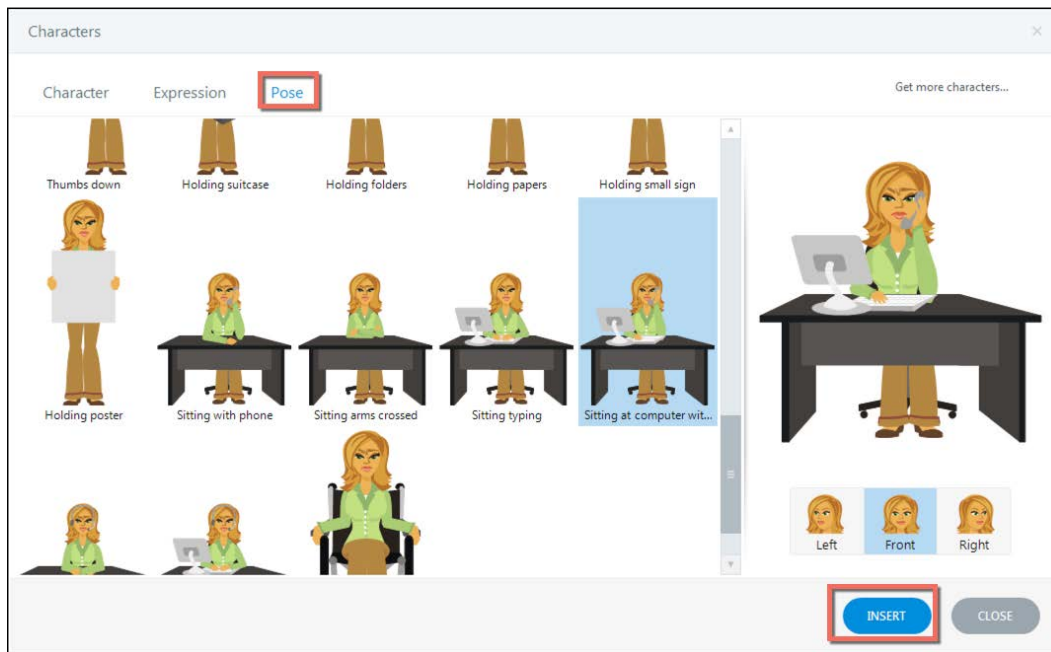 Characters
Character Expression Pose Get more characters...
Thumbs down Holding suitcase Holding folders Holding papers Holding small sign
Holding poster Sitting with phone Sitting arms crossed Sitting typing Sitting at computer wit...
Left Front Right
INSERT CLOSE